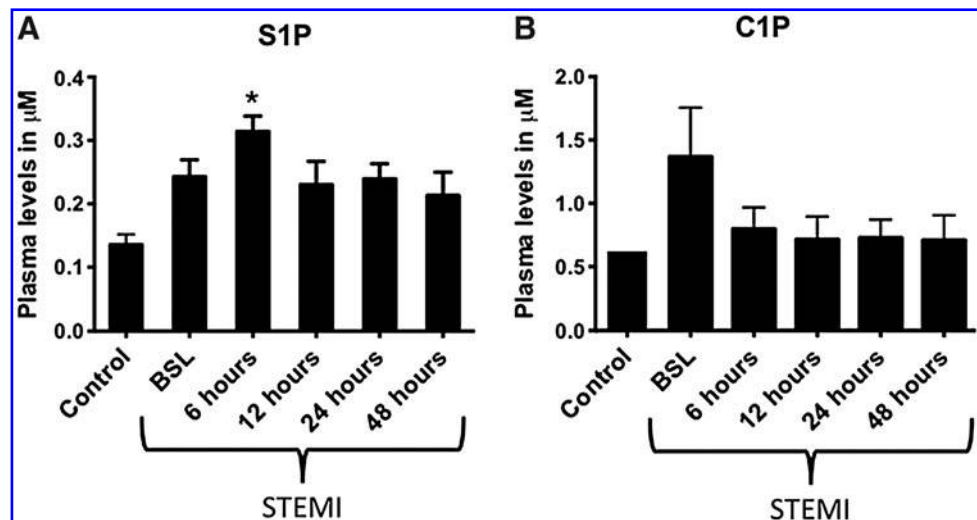 A
S1P
Plasma levels in μM
0.4
0.3
0.2
0.1
0.0
*
Control
BSL
6 hours
12 hours
24 hours
48 hours
STEMI
B
C1P
Plasma levels in μM
2.0
1.5
1.0
0.5
0.0
Control
BSL
6 hours
12 hours
24 hours
48 hours
STEMI